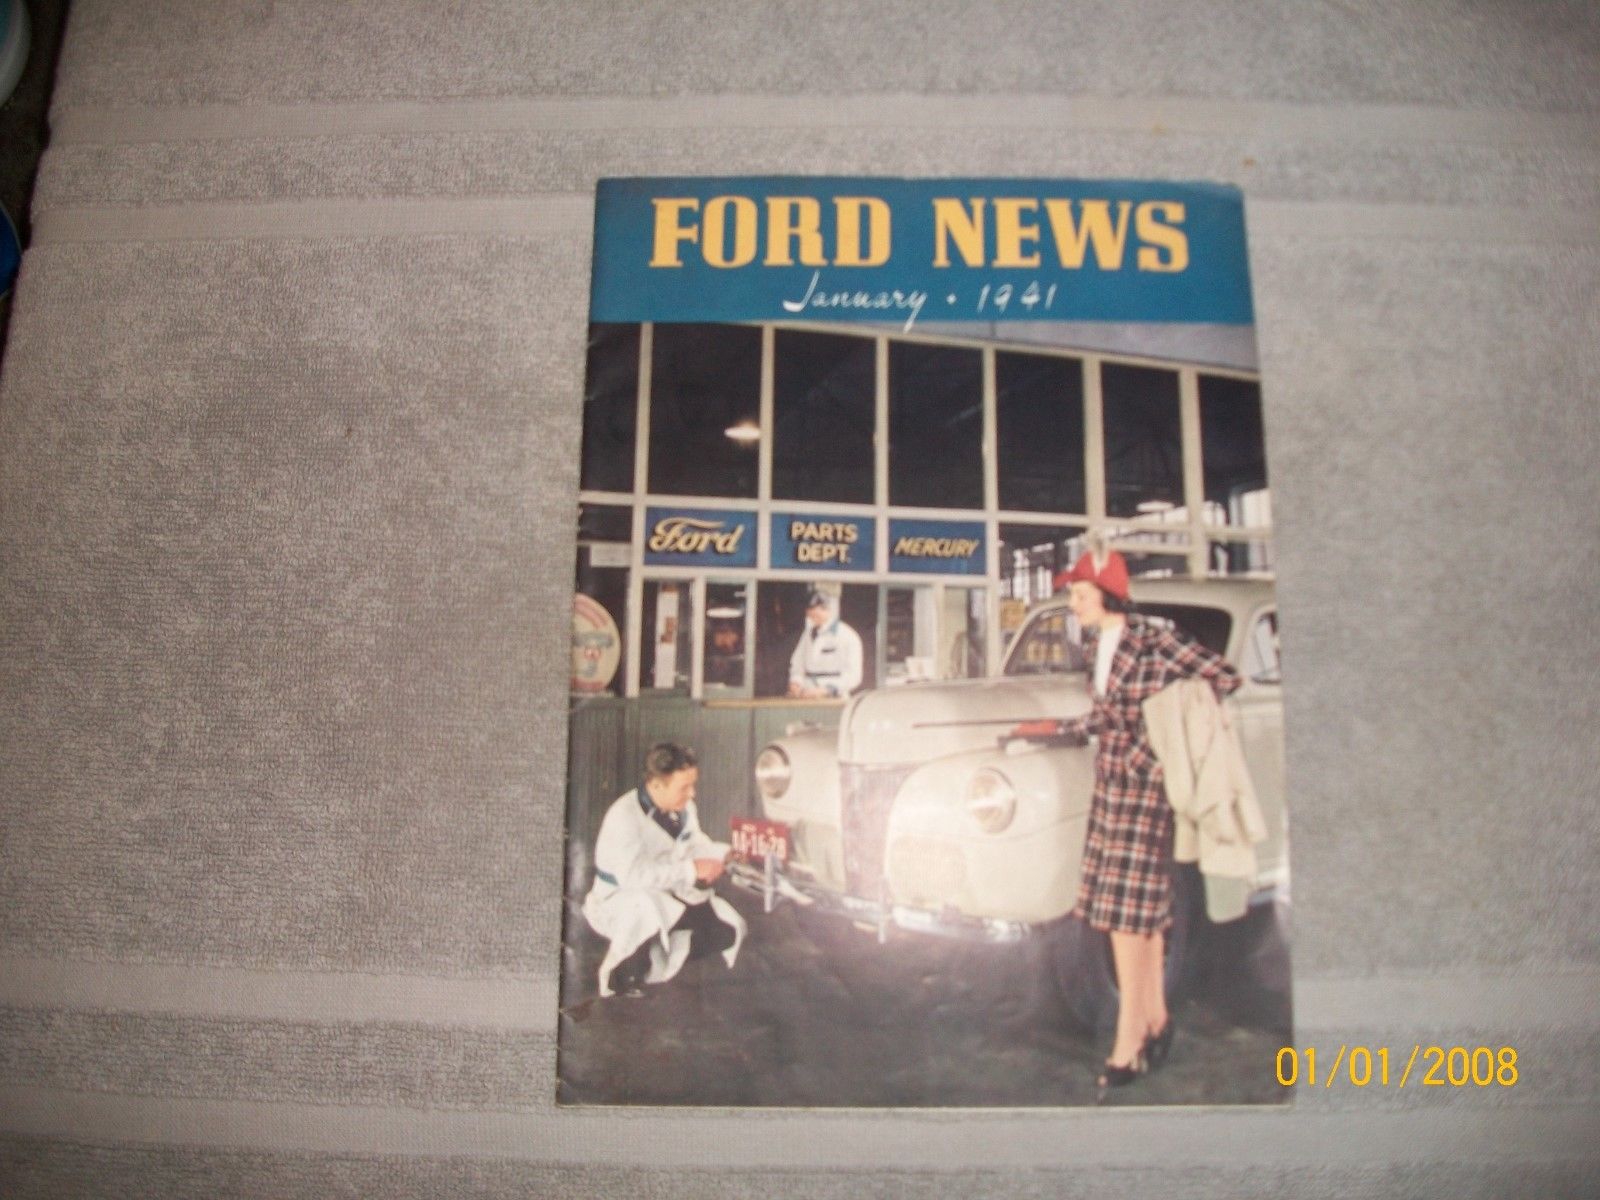 FORD NEWS
January • 1941
Ford
PARTS
DEPT.
MERCURY
01/01/2008